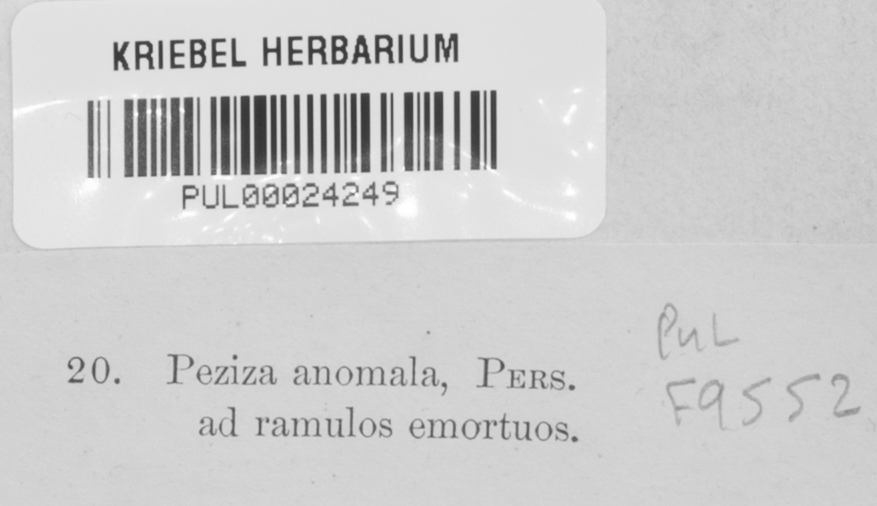 KRIEBEL HERBARIUM
PUL00024249
20. Peziza anomala, PERS.
ad ramulos emortuos.
PUL
F9552